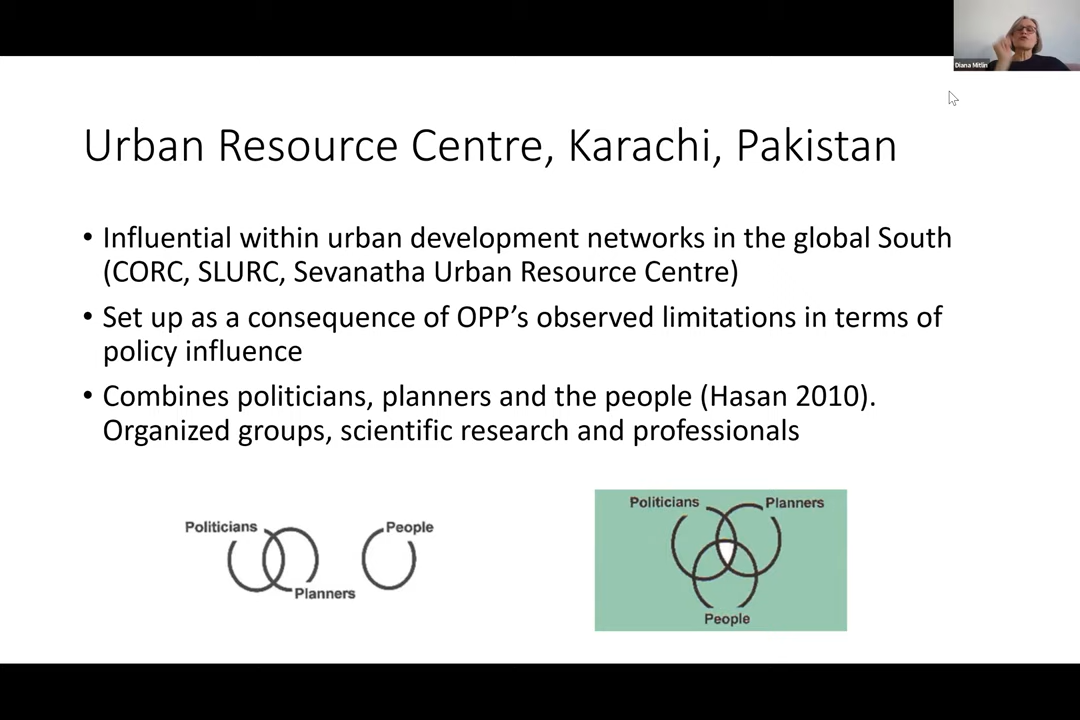 Diana Mitlin
Urban Resource Centre, Karachi, Pakistan
• Influential within urban development networks in the global South
(CORC, SLURC, Sevanatha Urban Resource Centre)
• Set up as a consequence of OPP’s observed limitations in terms of
policy influence
• Combines politicians, planners and the people (Hasan 2010).
Organized groups, scientific research and professionals
Politicians
People
Planners
Politicians
Planners
People